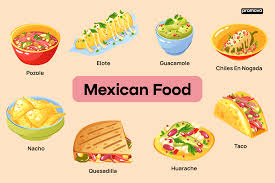 promova
Pozole
Elote
Guacamole
Chiles En Nogada
Mexican Food
Nacho
Quesadilla
Huarache
Taco